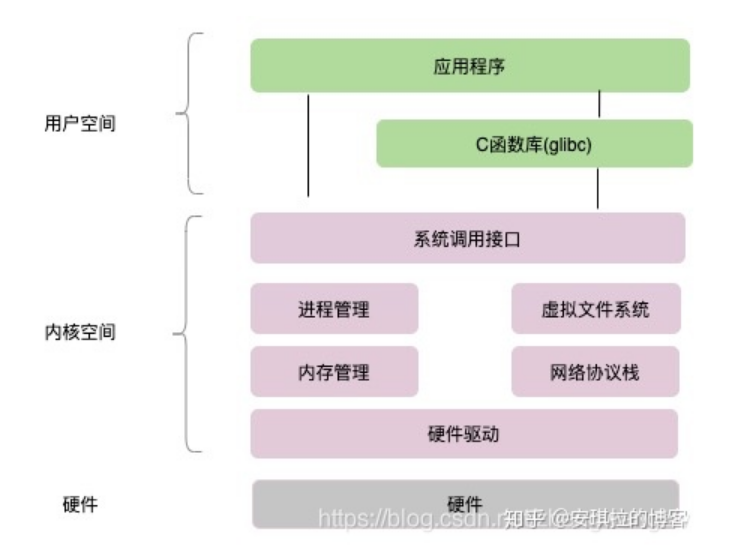 应用程序
用户空间
C函数库(glibc)
系统调用接口
进程管理
虚拟文件系统
内核空间
内存管理
网络协议栈
硬件驱动
硬件
硬件
https://blog.csdn.n
知乎 @安琪拉的博客